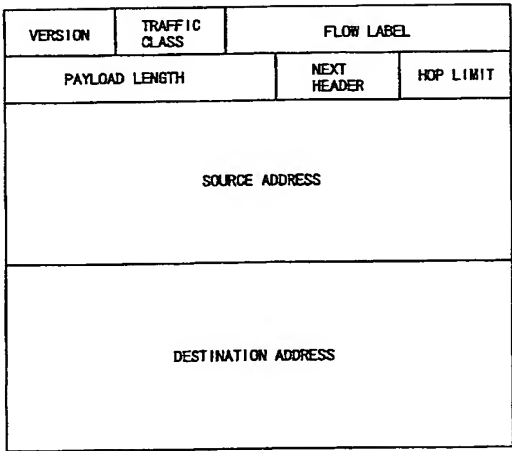 VERSION
TRAFFIC
CLASS
FLOW LABEL
PAYLOAD LENGTH
NEXT
HEADER
HOP LIMIT
SOURCE ADDRESS
DESTINATION ADDRESS